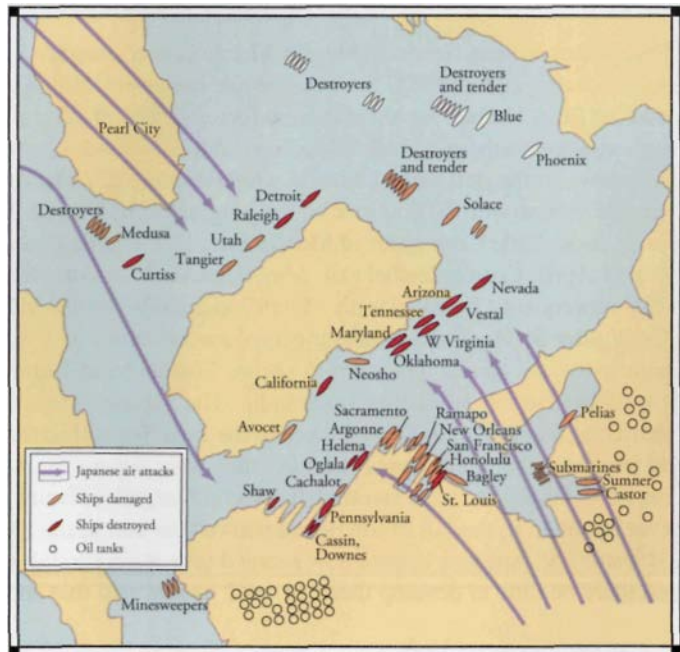 Destroyers
Destroyers
and tender
Blue
Pearl City
Phoenix
Destroyers
and tender
Detroit
Raleigh
Solace
Destroyers
Medusa
Utah
Tangier
Curtiss
Nevada
Arizona
Vestal
Tennessee
Maryland
W Virginia
Oklahoma
Neosho
California
Sacramento
Ramapo
Pelias
Avocet
Argonne
New Orleans
Helena
San Francisco
Oglala
Honolulu
Submarines
Cachalot
Bagley
Sumner
Shaw
St. Louis
Castor
Pennsylvania
Cassin,
Downes
Minesweepers
Japanese air attacks
Ships damaged
Ships destroyed
Oil tanks